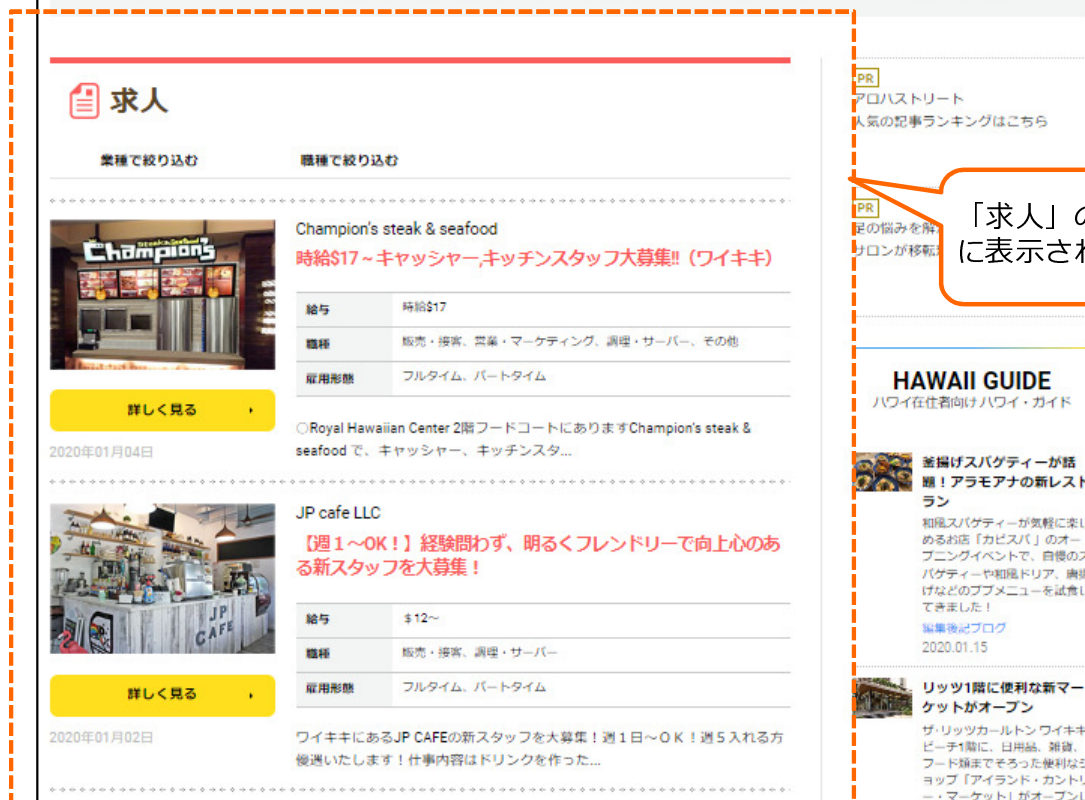 求人
業種で絞り込む
職種で絞り込む
Steak & Seafood
Champion's
Champion's steak & seafood
時給$17～キャッシャー,キッチンスタッフ大募集!!（ワイキキ）
給与 時給$17
職種 販売・接客、営業・マーケティング、調理・サーバー、その他
雇用形態 フルタイム、パートタイム
詳しく見る
2020年01月04日
○Royal Hawaiian Center 2階フードコートにありますChampion's steak &
seafood で、 キャッシャー、キッチンスタ...
JP
CAFE
JP cafe LLC
【週１～OK！】経験問わず、明るくフレンドリーで向上心のあ
る新スタッフを大募集！
給与 ＄12～
職種 販売・接客、調理・サーバー
雇用形態 フルタイム、パートタイム
詳しく見る
2020年01月02日
ワイキキにあるJP CAFEの新スタッフを大募集！週１日～ＯＫ！週５入れる方
優遇いたします！仕事内容はドリンクを作った...
PR
アロハストリート
人気の記事ランキングはこちら
PR
足の悩みを解
サロンが移転
「求人」の
に表示され
HAWAII GUIDE
ハワイ在住者向けハワイ・ガイド
釜揚げスパゲティーが話
題！アラモアナの新レスト
ラン
和風スパゲティーが気軽に楽し
めるお店「カピスパ」のオー
プニングイベントで、自慢のス
パゲティーや和風ドリア、唐揚
げなどのププメニューを試食し
てきました！
編集後記ブログ
2020.01.15
リッツ1階に便利な新マー
ケットがオープン
ザ･リッツカールトン ワイキキ
ビーチ1階に、日用品、雑貨、
フード類までそろった便利なシ
ョップ「アイランド・カントリ
ー・マーケット」がオープンし